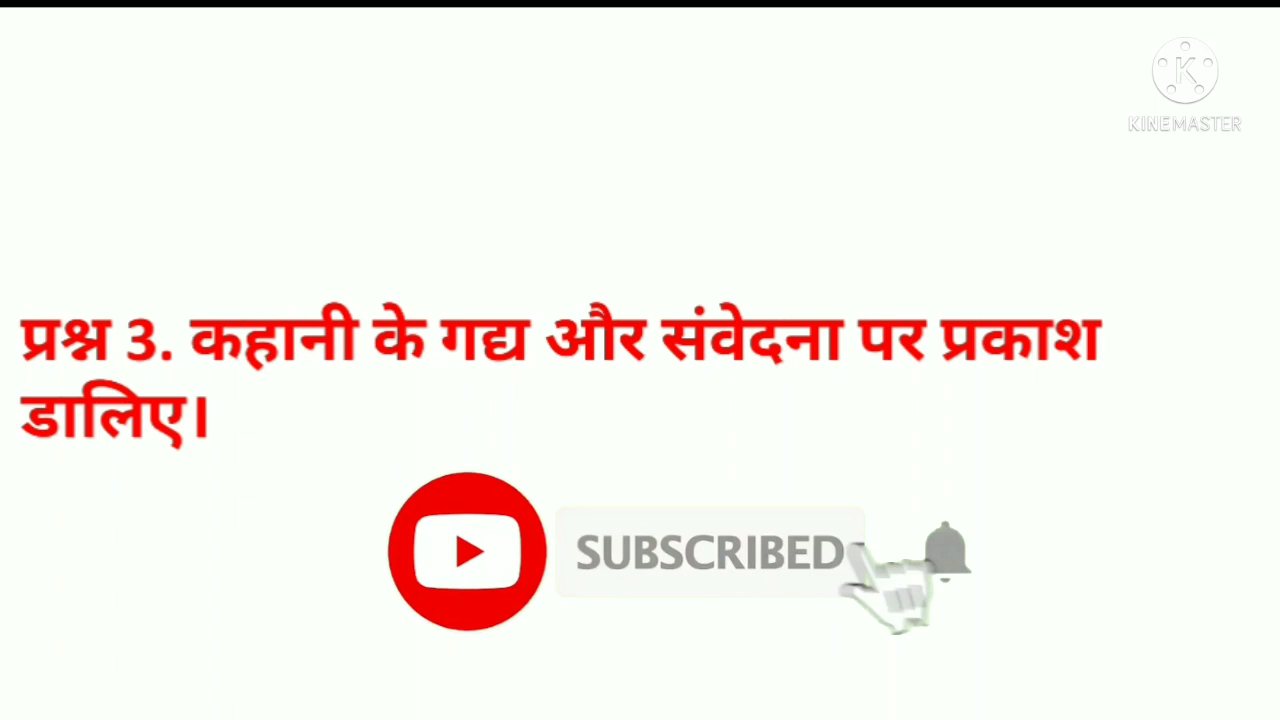 KINEMASTER
प्रश्न 3. कहानी के गद्य और संवेदना पर प्रकाश
डालिए।
SUBSCRIBED